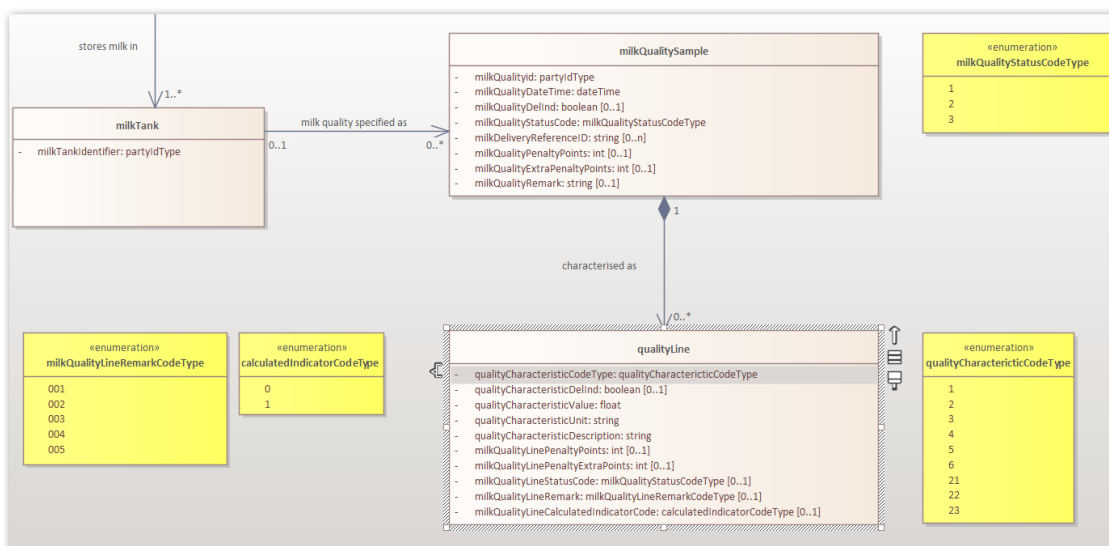 stores milk in
1..*
milkTank
- milkTankIdentifier: partyIdType
milk quality specified as
0..1
0..*
milkQualitySample
- milkQualityid: partyIdType
- milkQualityDateTime: dateTime
- milkQualityDelInd: boolean [0..1]
- milkQualityStatusCode: milkQualityStatusCodeType
- milkDeliveryReferenceID: string [0..n]
- milkQualityPenaltyPoints: int [0..1]
- milkQualityExtraPenaltyPoints: int [0..1]
- milkQualityRemark: string [0..1]
«enumeration»
milkQualityStatusCodeType
1
2
3
1
characterised as
0..*
«enumeration»
milkQualityLineRemarkCodeType
001
002
003
004
005
«enumeration»
calculatedIndicatorCodeType
0
1
qualityLine
- qualityCharacteristicCodeType: qualityCharactericticCodeType
- qualityCharacteristicDelInd: boolean [0..1]
- qualityCharacteristicValue: float
- qualityCharacteristicUnit: string
- qualityCharacteristicDescription: string
- milkQualityLinePenaltyPoints: int [0..1]
- milkQualityLinePenaltyExtraPoints: int [0..1]
- milkQualityLineStatusCode: milkQualityStatusCodeType [0..1]
- milkQualityLineRemark: milkQualityLineRemarkCodeType [0..1]
- milkQualityLineCalculatedIndicatorCode: calculatedIndicatorCodeType [0..1]
«enumeration»
qualityCharactericticCodeType
1
2
3
4
5
6
21
22
23